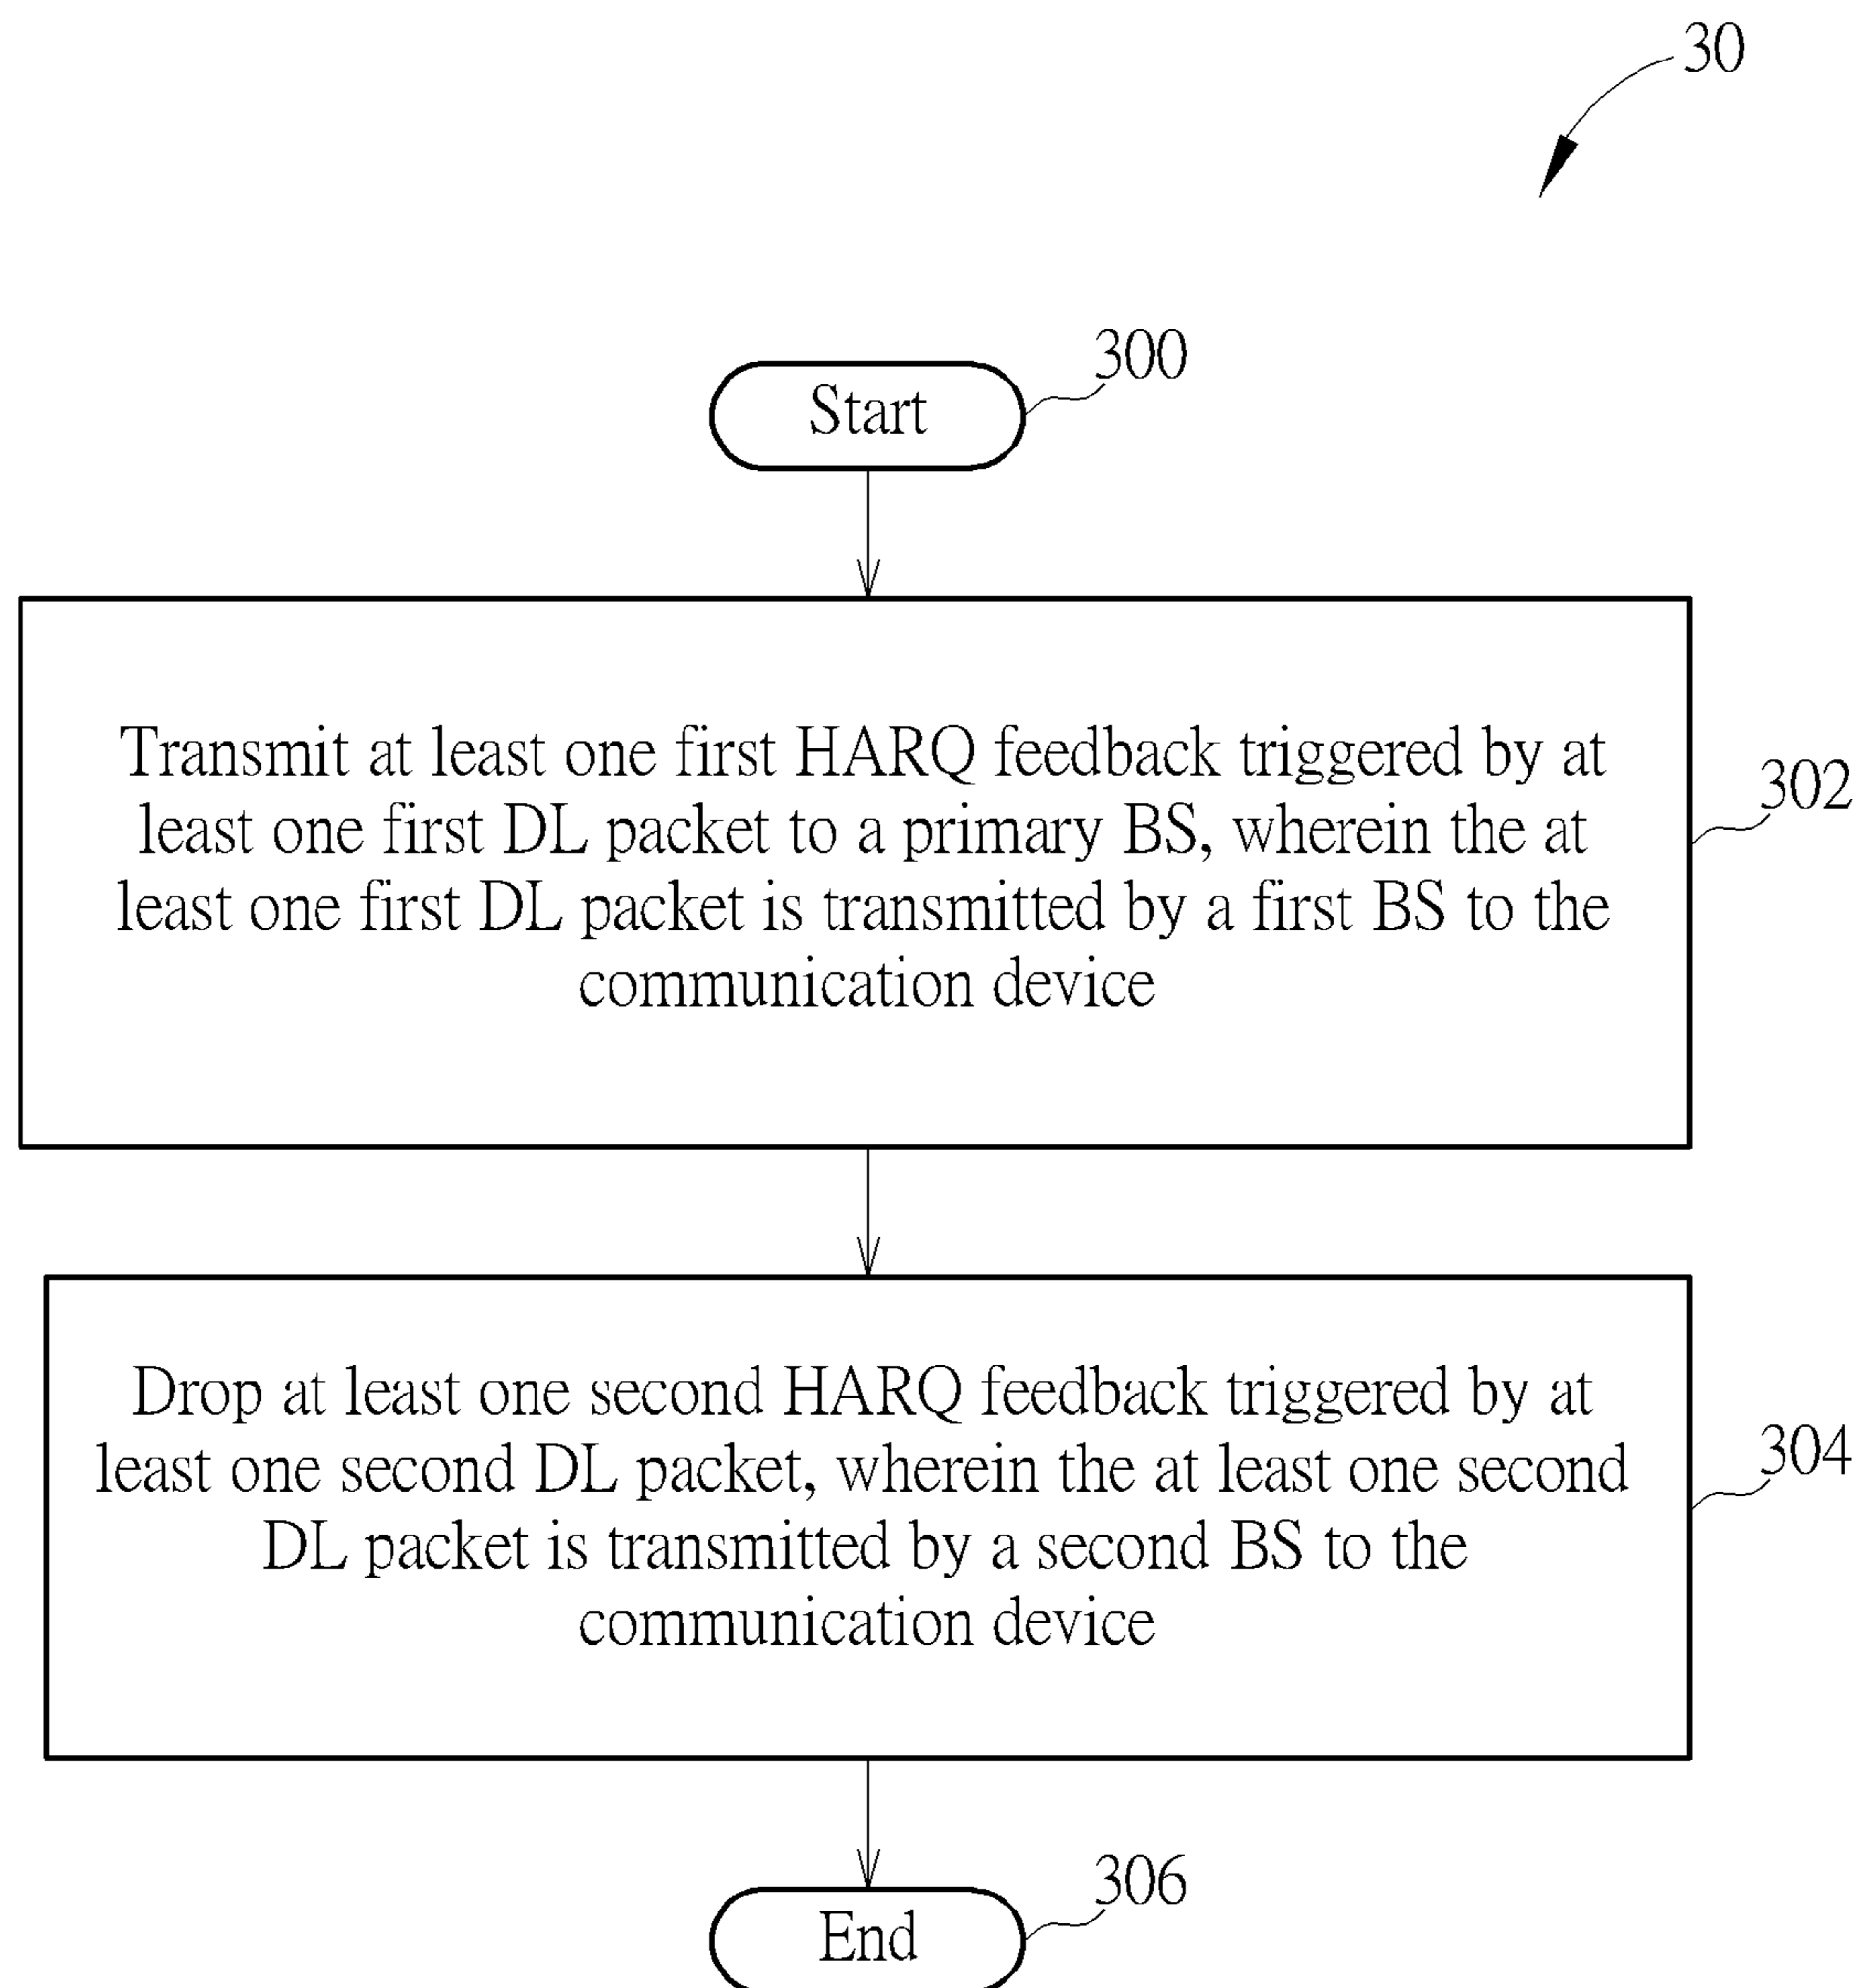 30
300
Start
Transmit at least one first HARQ feedback triggered by at
least one first DL packet to a primary BS, wherein the at
least one first DL packet is transmitted by a first BS to the
communication device
302
Drop at least one second HARQ feedback triggered by at
least one second DL packet, wherein the at least one second
DL packet is transmitted by a second BS to the
communication device
304
306
End